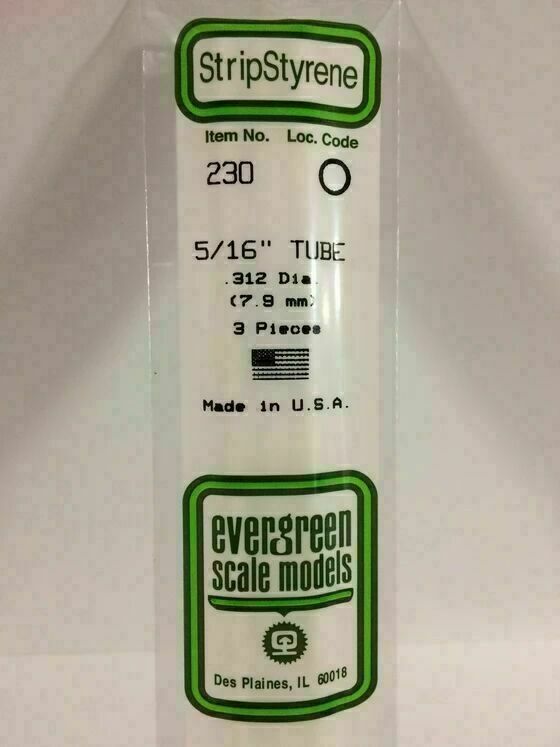 StripStyrene
Item No. Loc. Code
230 O
5/16" TUBE
.312 Dia.
(7.9 mm)
3 Pieces
Made in U.S.A.
evergreen
scale models
Des Plaines, IL 60018